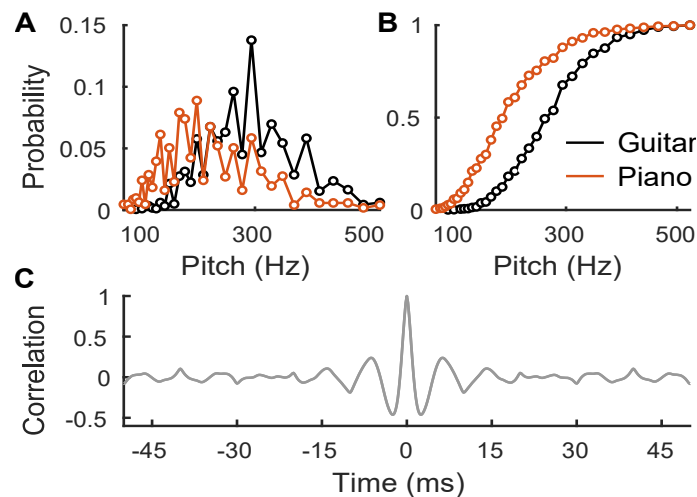 A
B
0.15
0.1
0.05
0
Probability
100
300
500
Pitch (Hz)
1
0.5
0
Guitar
Piano
100
300
500
Pitch (Hz)
C
1
0.5
0
-0.5
Correlation
-45
-30
-15
0
15
30
45
Time (ms)